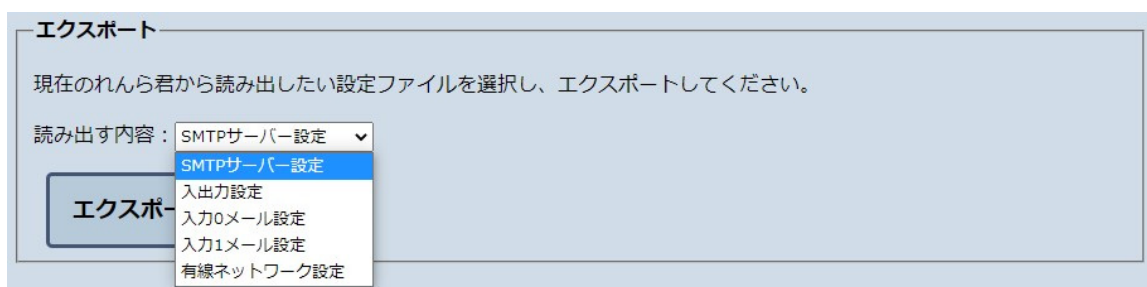 エクスポート
現在のれんら君から読み出したい設定ファイルを選択し、エクスポートしてください。
読み出す内容：SMTPサーバー設定
SMTPサーバー設定
入出力設定
エクスポー
入力0メール設定
入力1メール設定
有線ネットワーク設定